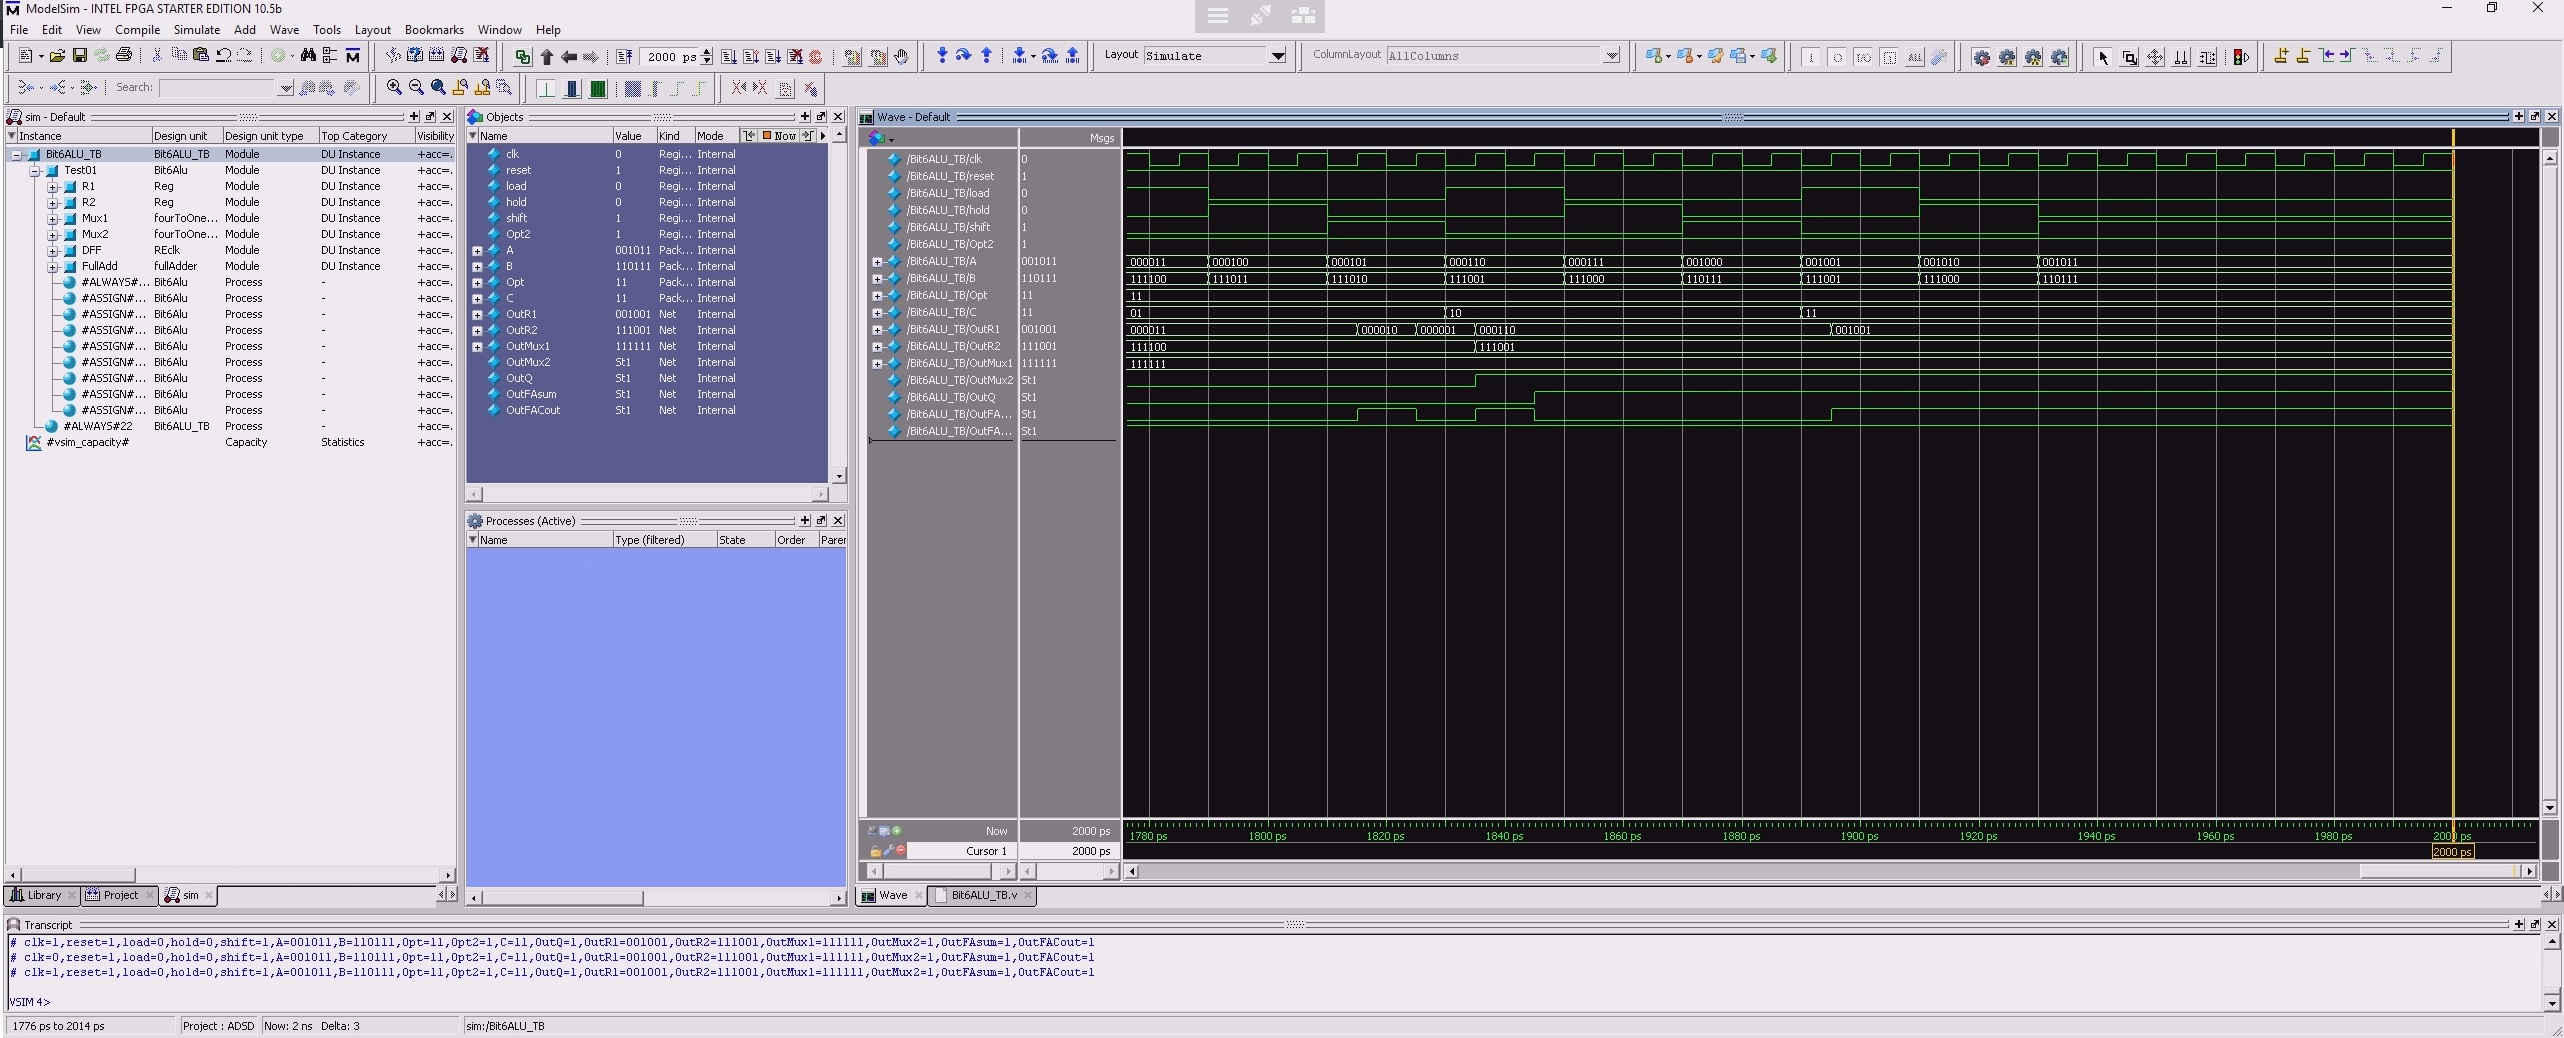 ModelSim - INTEL FPGA STARTER EDITION 10.5b
File Edit View Compile Simulate Add Wave Tools Layout Bookmarks Window Help
2000 ps
Layout Simulate
ColumnLayout AllColumns
Search:
sim - Default
Instance Design unit Design unit type Top Category Visibility
Bit6ALU_TB Bit6ALU_TB Module DU Instance +acc=.
Test01 Bit6Alu Module DU Instance +acc=.
R1 Reg Module DU Instance +acc=.
R2 Reg Module DU Instance +acc=.
Mux1 fourToOne... Module DU Instance +acc=.
Mux2 fourToOne... Module DU Instance +acc=.
DFF REclk Module DU Instance +acc=.
FullAdd fullAdder Module DU Instance +acc=.
#ALWAYS#... Bit6Alu Process - +acc=.
#ASSIGN#... Bit6Alu Process - +acc=.
#ASSIGN#... Bit6Alu Process - +acc=.
#ASSIGN#... Bit6Alu Process - +acc=.
#ASSIGN#... Bit6Alu Process - +acc=.
#ASSIGN#... Bit6Alu Process - +acc=.
#ASSIGN#... Bit6Alu Process - +acc=.
#ASSIGN#... Bit6Alu Process - +acc=.
#ASSIGN#... Bit6Alu Process - +acc=.
#ALWAYS#22 Bit6ALU_TB Process - +acc=.
#vsim_capacity# Capacity Statistics +acc=.
Library Project sim
Objects
Name Value Kind Mode Now
clk 0 Regi... Internal
reset 1 Regi... Internal
load 0 Regi... Internal
hold 0 Regi... Internal
shift 1 Regi... Internal
Opt2 1 Regi... Internal
A 001011 Pack... Internal
B 110111 Pack... Internal
Opt 11 Pack... Internal
C 11 Pack... Internal
OutR1 001001 Net Internal
OutR2 111001 Net Internal
OutMux1 111111 Net Internal
OutMux2 St1 Net Internal
OutQ St1 Net Internal
OutFAsum St1 Net Internal
OutFACout St1 Net Internal
Processes (Active)
Name Type (filtered) State Order Parer
Wave - Default
Msgs
/Bit6ALU_TB/clk 0
/Bit6ALU_TB/reset 1
/Bit6ALU_TB/load 0
/Bit6ALU_TB/hold 0
/Bit6ALU_TB/shift 1
/Bit6ALU_TB/Opt2 1
/Bit6ALU_TB/A 001011 000011 000100 000101 000110 000111 001000 001001 001010 001011
/Bit6ALU_TB/B 110111 111100 111011 111010 111001 111000 110111 111001 111000 110111
/Bit6ALU_TB/Opt 11 11
/Bit6ALU_TB/C 11 01 10 11
/Bit6ALU_TB/OutR1 001001 000011 000010 000001 000110 001001
/Bit6ALU_TB/OutR2 111001 111100 111001
/Bit6ALU_TB/OutMux1 111111 111111
/Bit6ALU_TB/OutMux2 St1
/Bit6ALU_TB/OutQ St1
/Bit6ALU_TB/OutFA... St1
/Bit6ALU_TB/OutFA... St1
Now 2000 ps 1780 ps 1800 ps 1820 ps 1840 ps 1860 ps 1880 ps 1900 ps 1920 ps 1940 ps 1960 ps 1980 ps 2000 ps
Cursor 1 2000 ps 2000 ps
Wave Bit6ALU_TB.v
Transcript
# clk=1,reset=1,load=0,hold=0,shift=1,A=001011,B=110111,Opt=11,Opt2=1,C=11,OutQ=1,OutR1=001001,OutR2=111001,OutMux1=111111,OutMux2=1,OutFAsum=1,OutFACout=1
# clk=0,reset=1,load=0,hold=0,shift=1,A=001011,B=110111,Opt=11,Opt2=1,C=11,OutQ=1,OutR1=001001,OutR2=111001,OutMux1=111111,OutMux2=1,OutFAsum=1,OutFACout=1
# clk=1,reset=1,load=0,hold=0,shift=1,A=001011,B=110111,Opt=11,Opt2=1,C=11,OutQ=1,OutR1=001001,OutR2=111001,OutMux1=111111,OutMux2=1,OutFAsum=1,OutFACout=1
VSIM 4>
1776 ps to 2014 ps Project : ADSD Now: 2 ns Delta: 3 sim:/Bit6ALU_TB